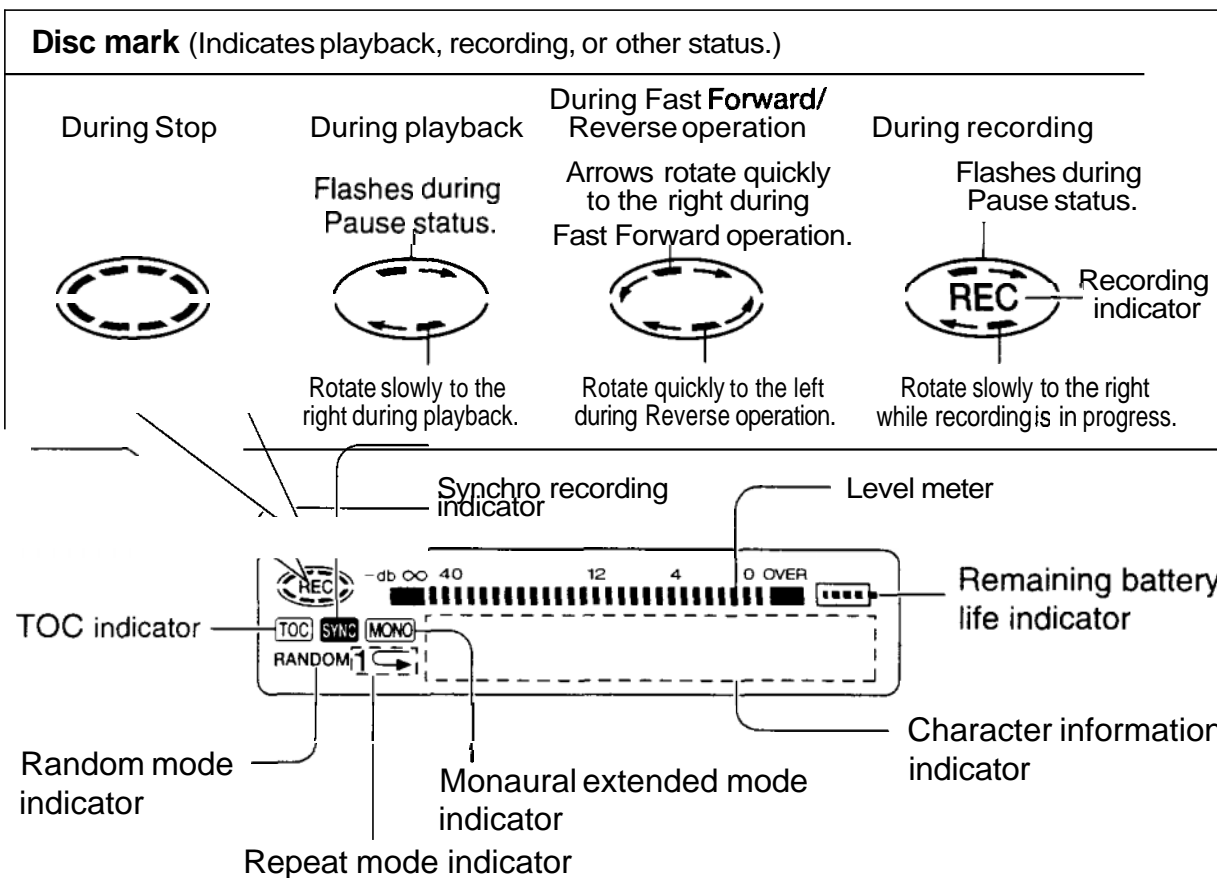 Disc mark (Indicates playback, recording, or other status.)
During Stop
During playback
Flashes during
Pause status.
Rotate slowly to the
right during playback.
During Fast Forward/
Reverse operation
Arrows rotate quickly
to the right during
Fast Forward operation.
Rotate quickly to the left
during Reverse operation.
During recording
Flashes during
Pause status.
REC
Recording
indicator
Rotate slowly to the right
while recording is in progress.
Synchro recording
indicator
Level meter
REC
-db ∞ 40 12 4 0 OVER
Remaining battery
life indicator
TOC indicator
TOC SYNC MONO
RANDOM 1
Character information
indicator
Random mode
indicator
Monaural extended mode
indicator
Repeat mode indicator